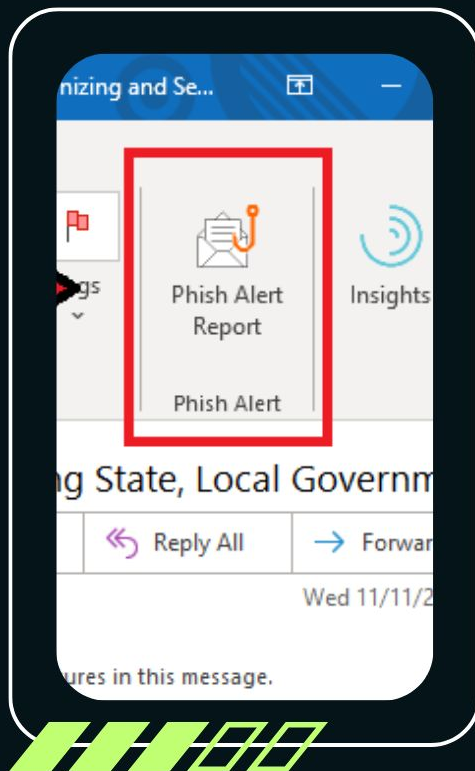 nizing and Se...
gs
Phish Alert
Report
Insights
Phish Alert
ng State, Local Governm
Reply All
Forwar
Wed 11/11/2
ures in this message.